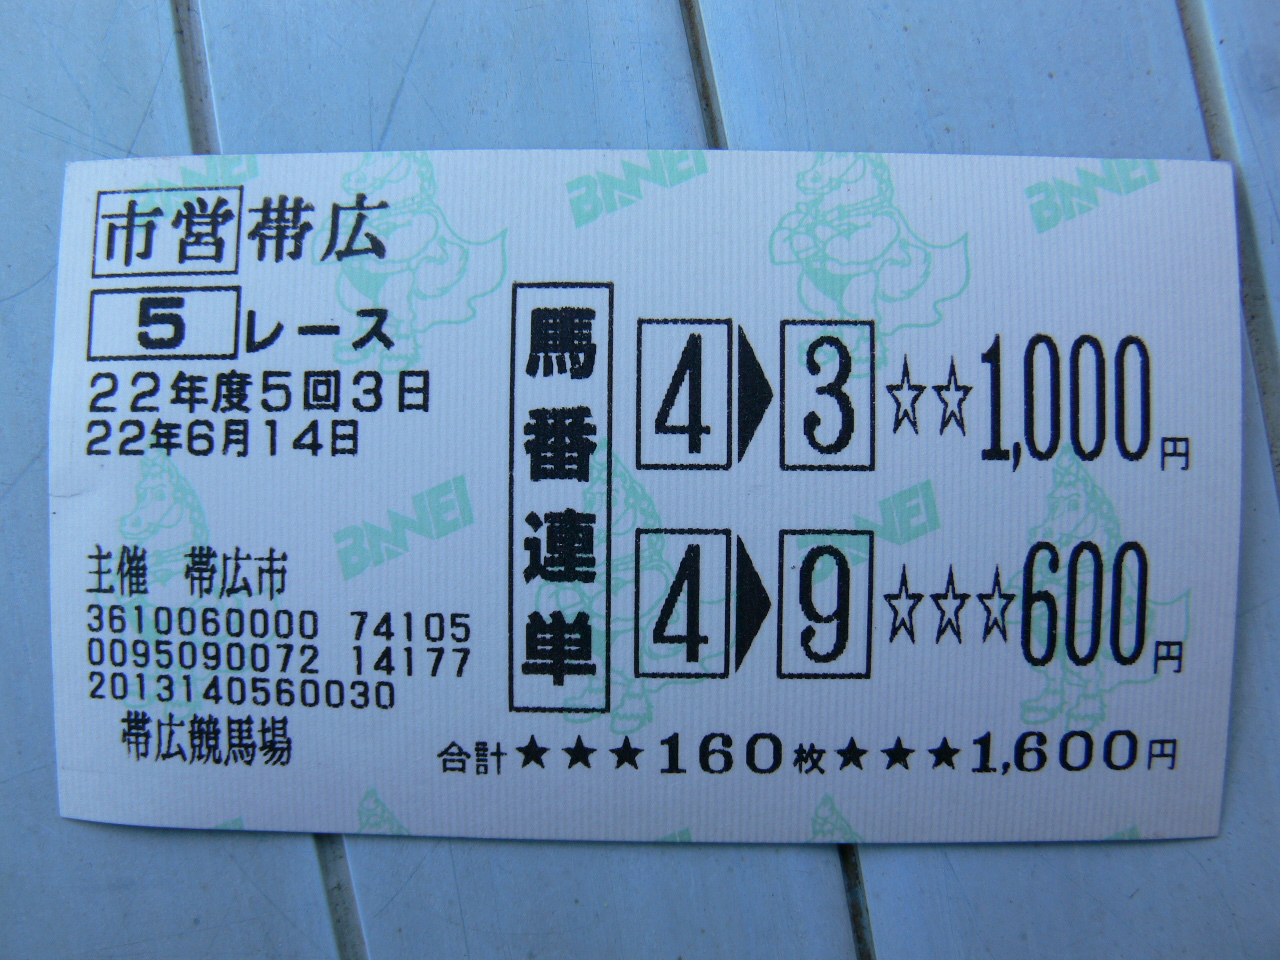 市営 帯広
5 レース
22年度5回3日
22年6月14日
主催 帯広市
3610060000 74105
0095090072 14177
2013140560030
帯広競馬場
馬番連単
4▶3☆☆1,000円
4▶9☆☆☆600円
合計★★★160枚★★★1,600円
BANEI
BANEI
BANEI
BANEI